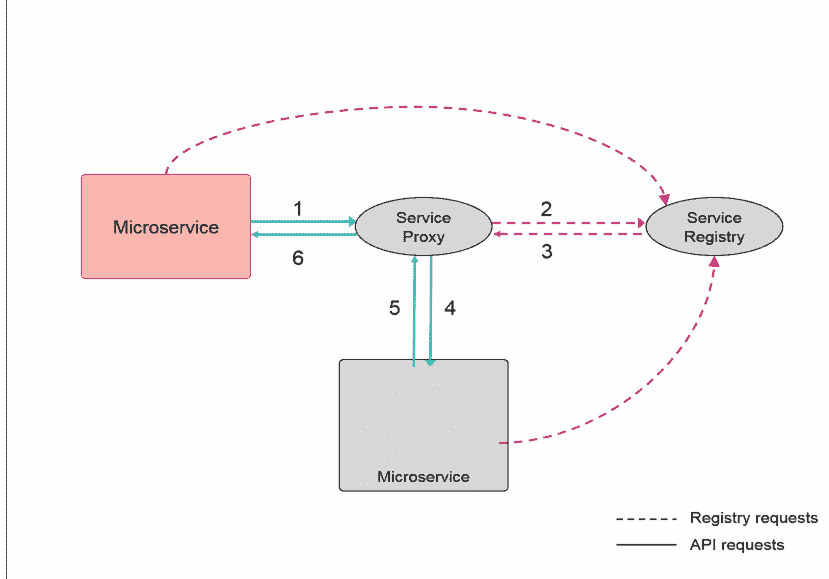 Microservice
1
6
Service
Proxy
2
3
Service
Registry
5
4
Microservice
Registry requests
API requests